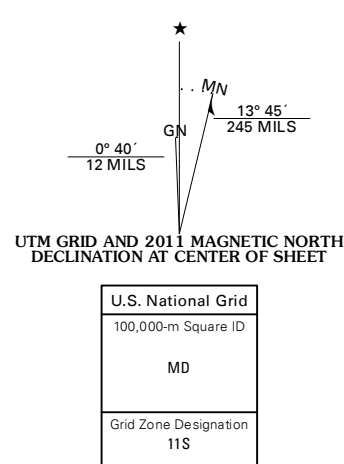 ★
MN
13° 45´
245 MILS
GN
0° 40´
12 MILS
UTM GRID AND 2011 MAGNETIC NORTH
DECLINATION AT CENTER OF SHEET
U.S. National Grid
100,000-m Square ID
MD
Grid Zone Designation
11S